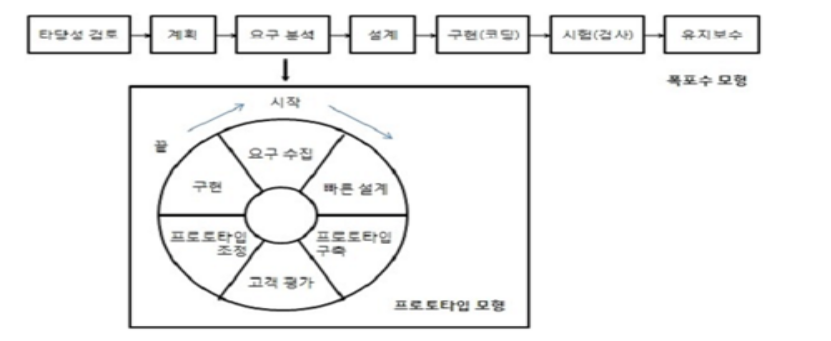 타당성 검토
계획
요구 분석
설계
구현(코딩)
시험(검사)
유지보수
폭포수 모형
시작
끝
요구 수집
구현
빠른 설계
프로토타입
조정
프로토타입
구축
고객 평가
프로토타입 모형